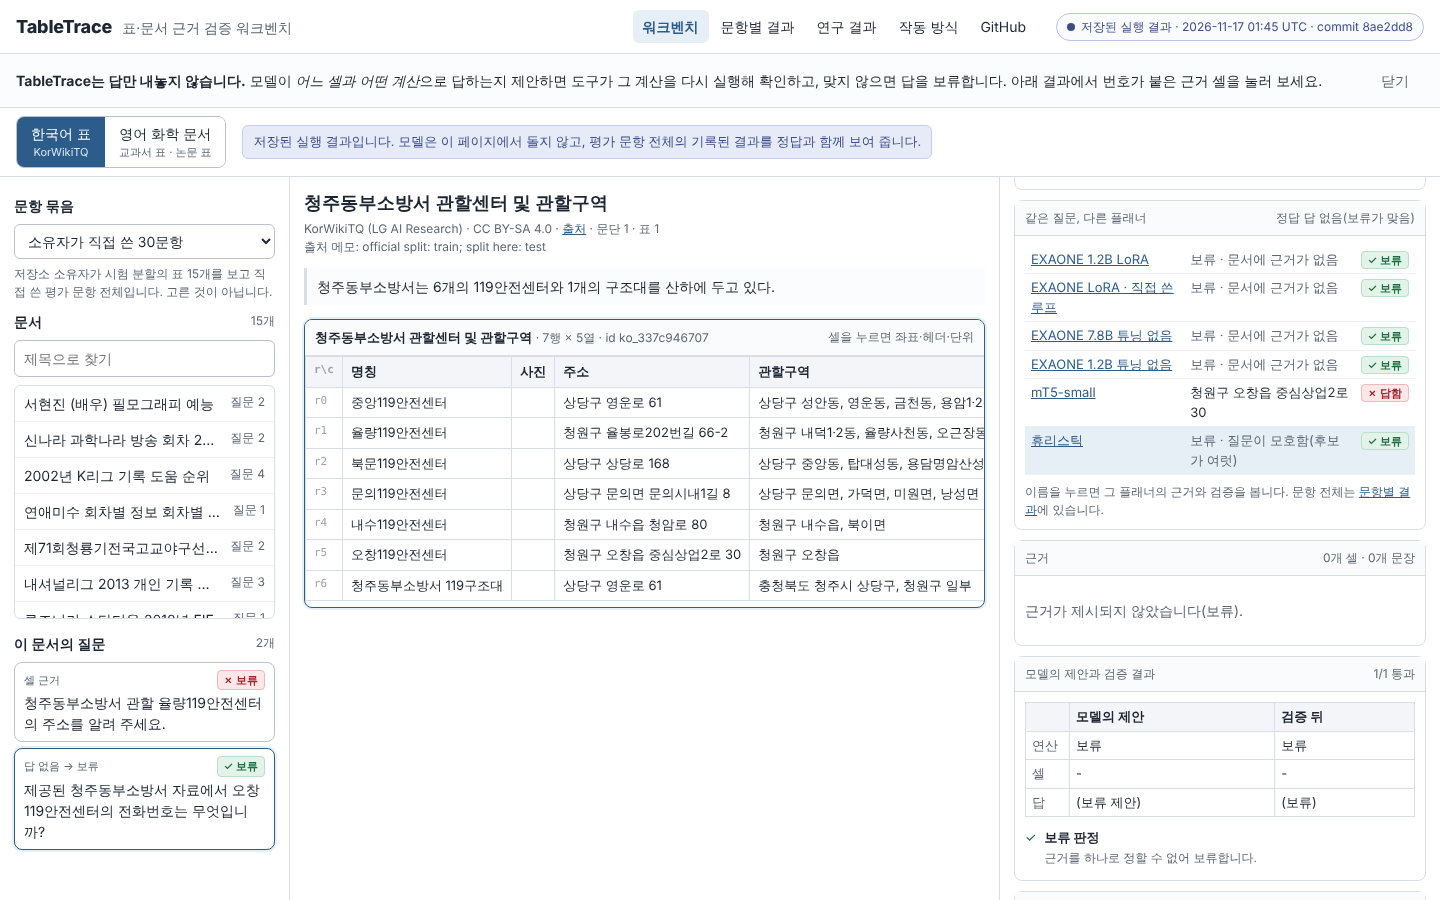 TableTrace 표·문서 근거 검증 워크벤치
워크벤치 문항별 결과 연구 결과 작동 방식 GitHub
저장된 실행 결과 · 2026-11-17 01:45 UTC · commit 8ae2dd8
TableTrace는 답만 내놓지 않습니다. 모델이 어느 셀과 어떤 계산으로 답하는지 제안하면 도구가 그 계산을 다시 실행해 확인하고, 맞지 않으면 답을 보류합니다. 아래 결과에서 번호가 붙은 근거 셀을 눌러 보세요. 닫기
한국어 표
KorWikiTQ
영어 화학 문서
교과서 표 · 논문 표
저장된 실행 결과입니다. 모델은 이 페이지에서 돌지 않고, 평가 문항 전체의 기록된 결과를 정답과 함께 보여 줍니다.
문항 묶음
소유자가 직접 쓴 30문항
저장소 소유자가 시험 분할의 표 15개를 보고 직
접 쓴 평가 문항 전체입니다. 고른 것이 아닙니다.
문서 15개
제목으로 찾기
서현진 (배우) 필모그래피 예능 질문 2
신나라 과학나라 방송 회차 2... 질문 2
2002년 K리그 기록 도움 순위 질문 4
연애미수 회차별 정보 회차별 ... 질문 1
제71회청룡기전국고교야구선... 질문 2
내셔널리그 2013 개인 기록 ... 질문 3
이 문서의 질문 2개
셀 근거 × 보류
청주동부소방서 관할 율량119안전센터
의 주소를 알려 주세요.
답 없음 → 보류 ✓ 보류
제공된 청주동부소방서 자료에서 오창
119안전센터의 전화번호는 무엇입니
까?
청주동부소방서 관할센터 및 관할구역
KorWikiTQ (LG AI Research) · CC BY-SA 4.0 · 출처 · 문단 1 · 표 1
출처 메모: official split: train; split here: test
청주동부소방서는 6개의 119안전센터와 1개의 구조대를 산하에 두고 있다.
청주동부소방서 관할센터 및 관할구역 · 7행 × 5열 · id ko_337c946707 셀을 누르면 좌표·헤더·단위
r\c 명칭 사진 주소 관할구역
r0 중앙119안전센터 상당구 영운로 61 상당구 성안동, 영운동, 금천동, 용암1·2
r1 율량119안전센터 청원구 율봉로202번길 66-2 청원구 내덕1·2동, 율량사천동, 오근장동
r2 북문119안전센터 상당구 상당로 168 상당구 중앙동, 탑대성동, 용담명암산성
r3 문의119안전센터 상당구 문의면 문의시내1길 8 상당구 문의면, 가덕면, 미원면, 낭성면
r4 내수119안전센터 청원구 내수읍 청암로 80 청원구 내수읍, 북이면
r5 오창119안전센터 청원구 오창읍 중심상업2로 30 청원구 오창읍
r6 청주동부소방서 119구조대 상당구 영운로 61 충청북도 청주시 상당구, 청원구 일부
같은 질문, 다른 플래너 정답 답 없음(보류가 맞음)
EXAONE 1.2B LoRA 보류 · 문서에 근거가 없음 ✓ 보류
EXAONE LoRA · 직접 쓴 보류 · 문서에 근거가 없음 ✓ 보류
루프
EXAONE 7.8B 튜닝 없음 보류 · 문서에 근거가 없음 ✓ 보류
EXAONE 1.2B 튜닝 없음 보류 · 문서에 근거가 없음 ✓ 보류
mT5-small 청원구 오창읍 중심상업2로 × 답함
30
휴리스틱 보류 · 질문이 모호함(후보 ✓ 보류
가 여럿)
이름을 누르면 그 플래너의 근거와 검증을 봅니다. 문항 전체는 문항별 결
과에 있습니다.
근거 0개 셀 · 0개 문장
근거가 제시되지 않았습니다(보류).
모델의 제안과 검증 결과 1/1 통과
모델의 제안 검증 뒤
연산 보류 보류
셀 - -
답 (보류 제안) (보류)
✓ 보류 판정
근거를 하나로 정할 수 없어 보류합니다.